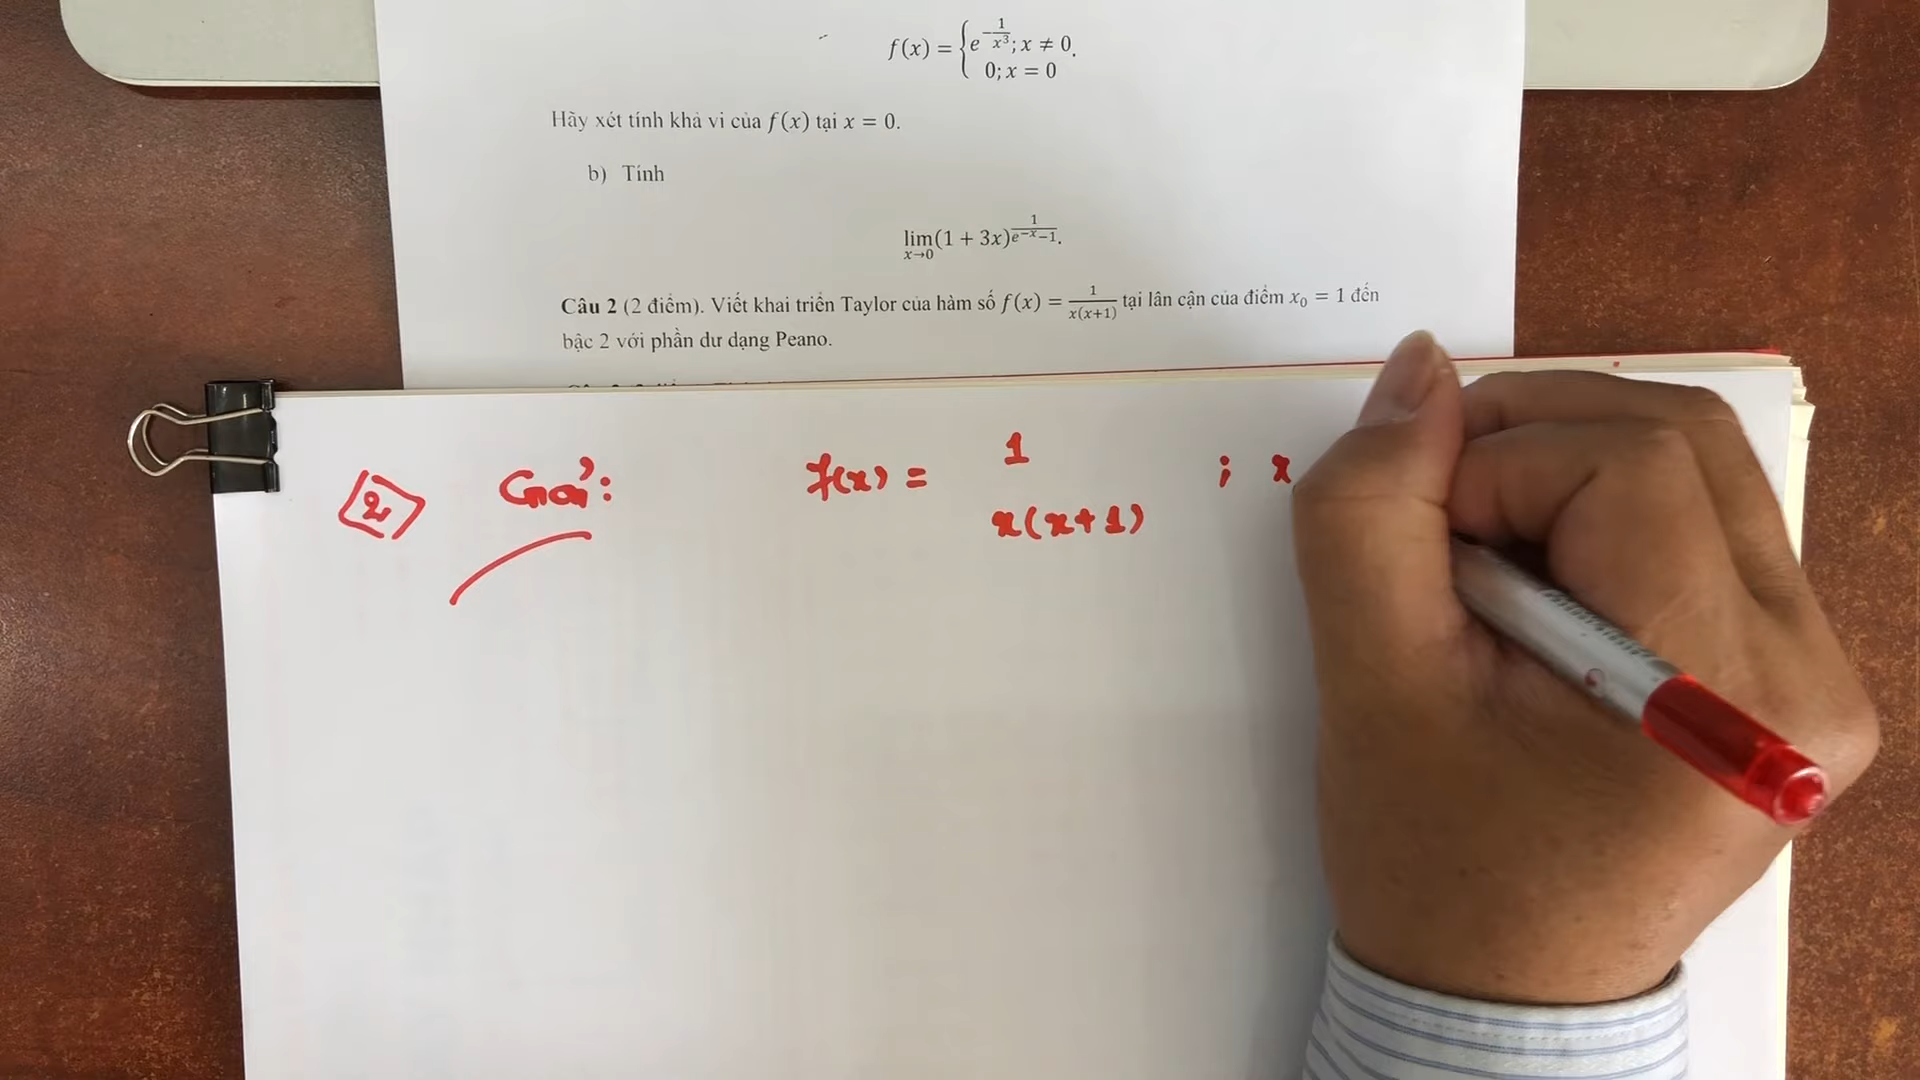 f(x) = { e^{-1/x^3}; x ≠ 0.
0; x = 0
Hãy xét tính khả vi của f(x) tại x = 0.
b) Tính
lim_{x→0} (1 + 3x)^{1/(e^{-x}-1)}.
Câu 2 (2 điểm). Viết khai triển Taylor của hàm số f(x) = 1/(x(x+1)) tại lân cận của điểm x₀ = 1 đến
bậc 2 với phần dư dạng Peano.
2 Giải: f(x) = 1 x(x+1) ; x